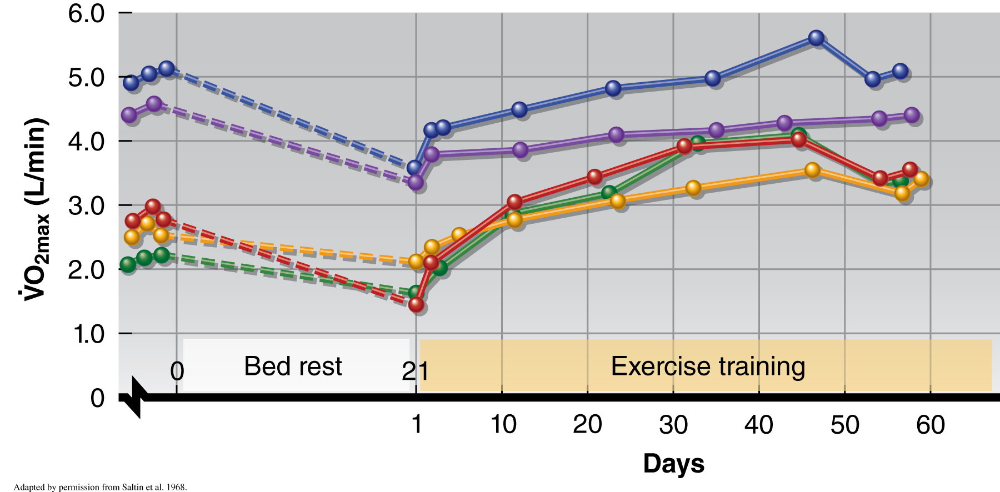 6.0
5.0
4.0
3.0
2.0
1.0
0
V̇O2max (L/min)
0 Bed rest 21 Exercise training
1 10 20 30 40 50 60
Days
Adapted by permission from Saltin et al. 1968.